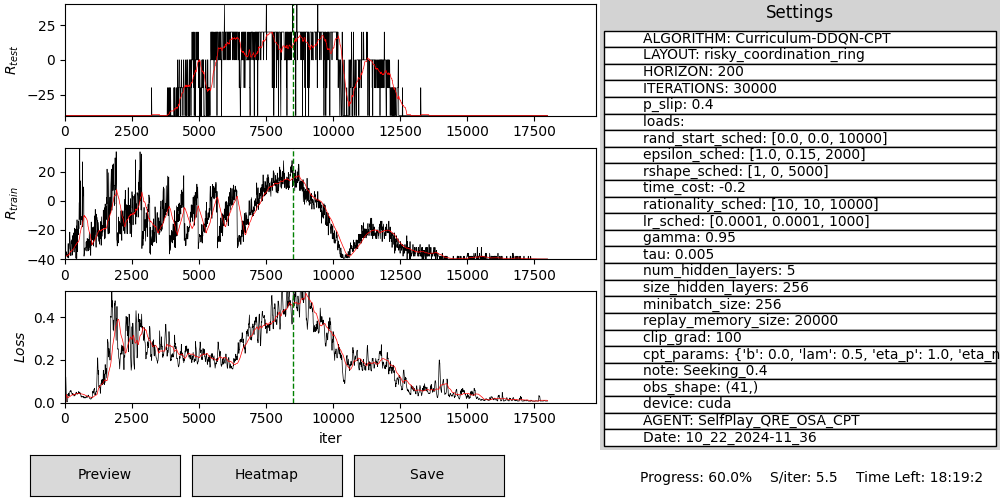 Settings
25
0
−25
R_test
0 2500 5000 7500 10000 12500 15000 17500
20
0
−20
−40
R_train
0 2500 5000 7500 10000 12500 15000 17500
0.4
0.2
0.0
Loss
0 2500 5000 7500 10000 12500 15000 17500
iter
ALGORITHM: Curriculum-DDQN-CPT
LAYOUT: risky_coordination_ring
HORIZON: 200
ITERATIONS: 30000
p_slip: 0.4
loads:
rand_start_sched: [0.0, 0.0, 10000]
epsilon_sched: [1.0, 0.15, 2000]
rshape_sched: [1, 0, 5000]
time_cost: -0.2
rationality_sched: [10, 10, 10000]
lr_sched: [0.0001, 0.0001, 1000]
gamma: 0.95
tau: 0.005
num_hidden_layers: 5
size_hidden_layers: 256
minibatch_size: 256
replay_memory_size: 20000
clip_grad: 100
cpt_params: {'b': 0.0, 'lam': 0.5, 'eta_p': 1.0, 'eta_n
note: Seeking_0.4
obs_shape: (41,)
device: cuda
AGENT: SelfPlay_QRE_OSA_CPT
Date: 10_22_2024-11_36
Preview Heatmap Save
Progress: 60.0% S/iter: 5.5 Time Left: 18:19:2